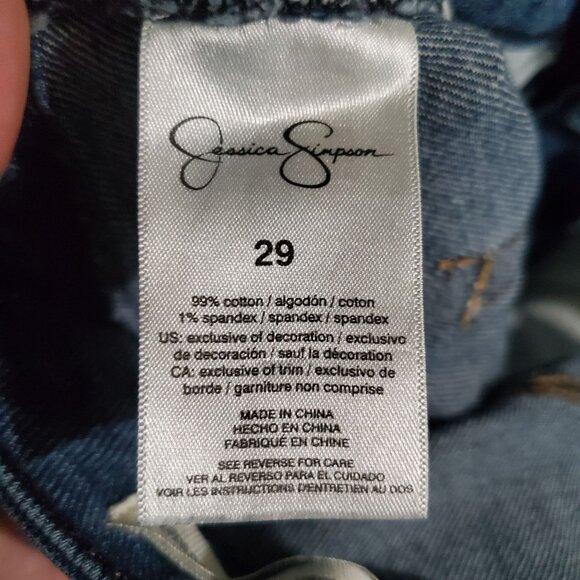 Jessica Simpson
29
99% cotton / algodón / coton
1% spandex / spandex / spandex
US: exclusive of decoration / exclusivo
de decoración / sauf la décoration
CA: exclusive of trim / exclusivo de
borde / garniture non comprise
MADE IN CHINA
HECHO EN CHINA
FABRIQUÉ EN CHINE
SEE REVERSE FOR CARE
VER AL REVERSO PARA EL CUIDADO
VOIR LES INSTRUCTIONS D'ENTRETIEN AU DOS